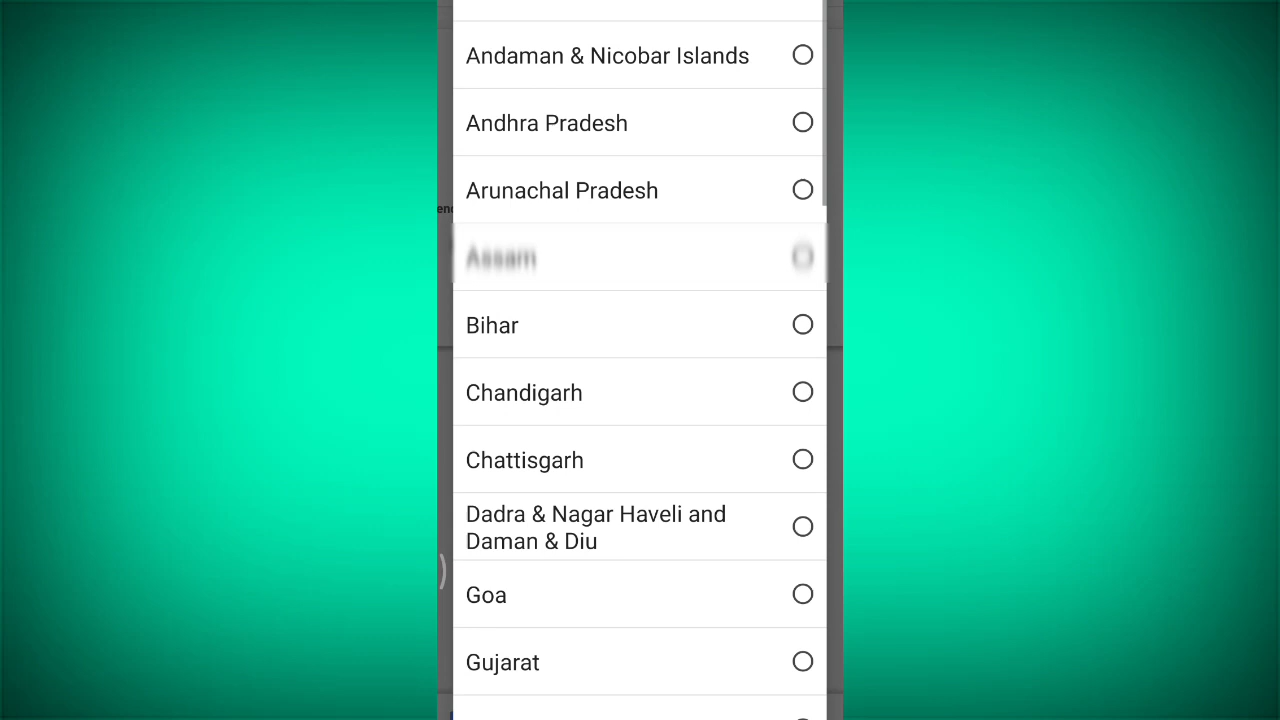 Andaman & Nicobar Islands
Andhra Pradesh
Arunachal Pradesh
Assam
Bihar
Chandigarh
Chattisgarh
Dadra & Nagar Haveli and
Daman & Diu
Goa
Gujarat